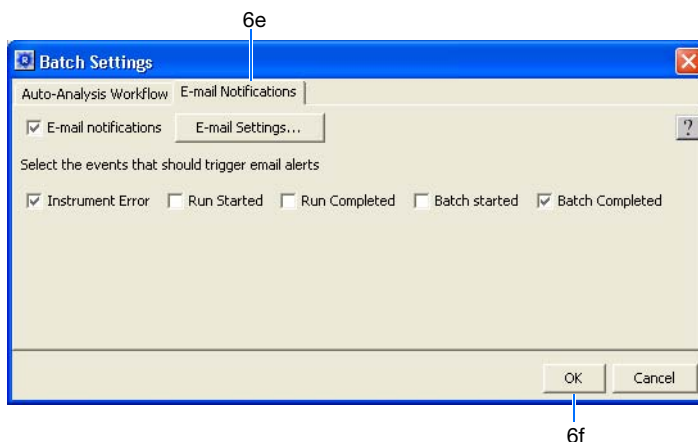 6e
Batch Settings
Auto-Analysis Workflow E-mail Notifications
E-mail notifications E-mail Settings... ?
Select the events that should trigger email alerts
Instrument Error Run Started Run Completed Batch started Batch Completed
OK Cancel
6f